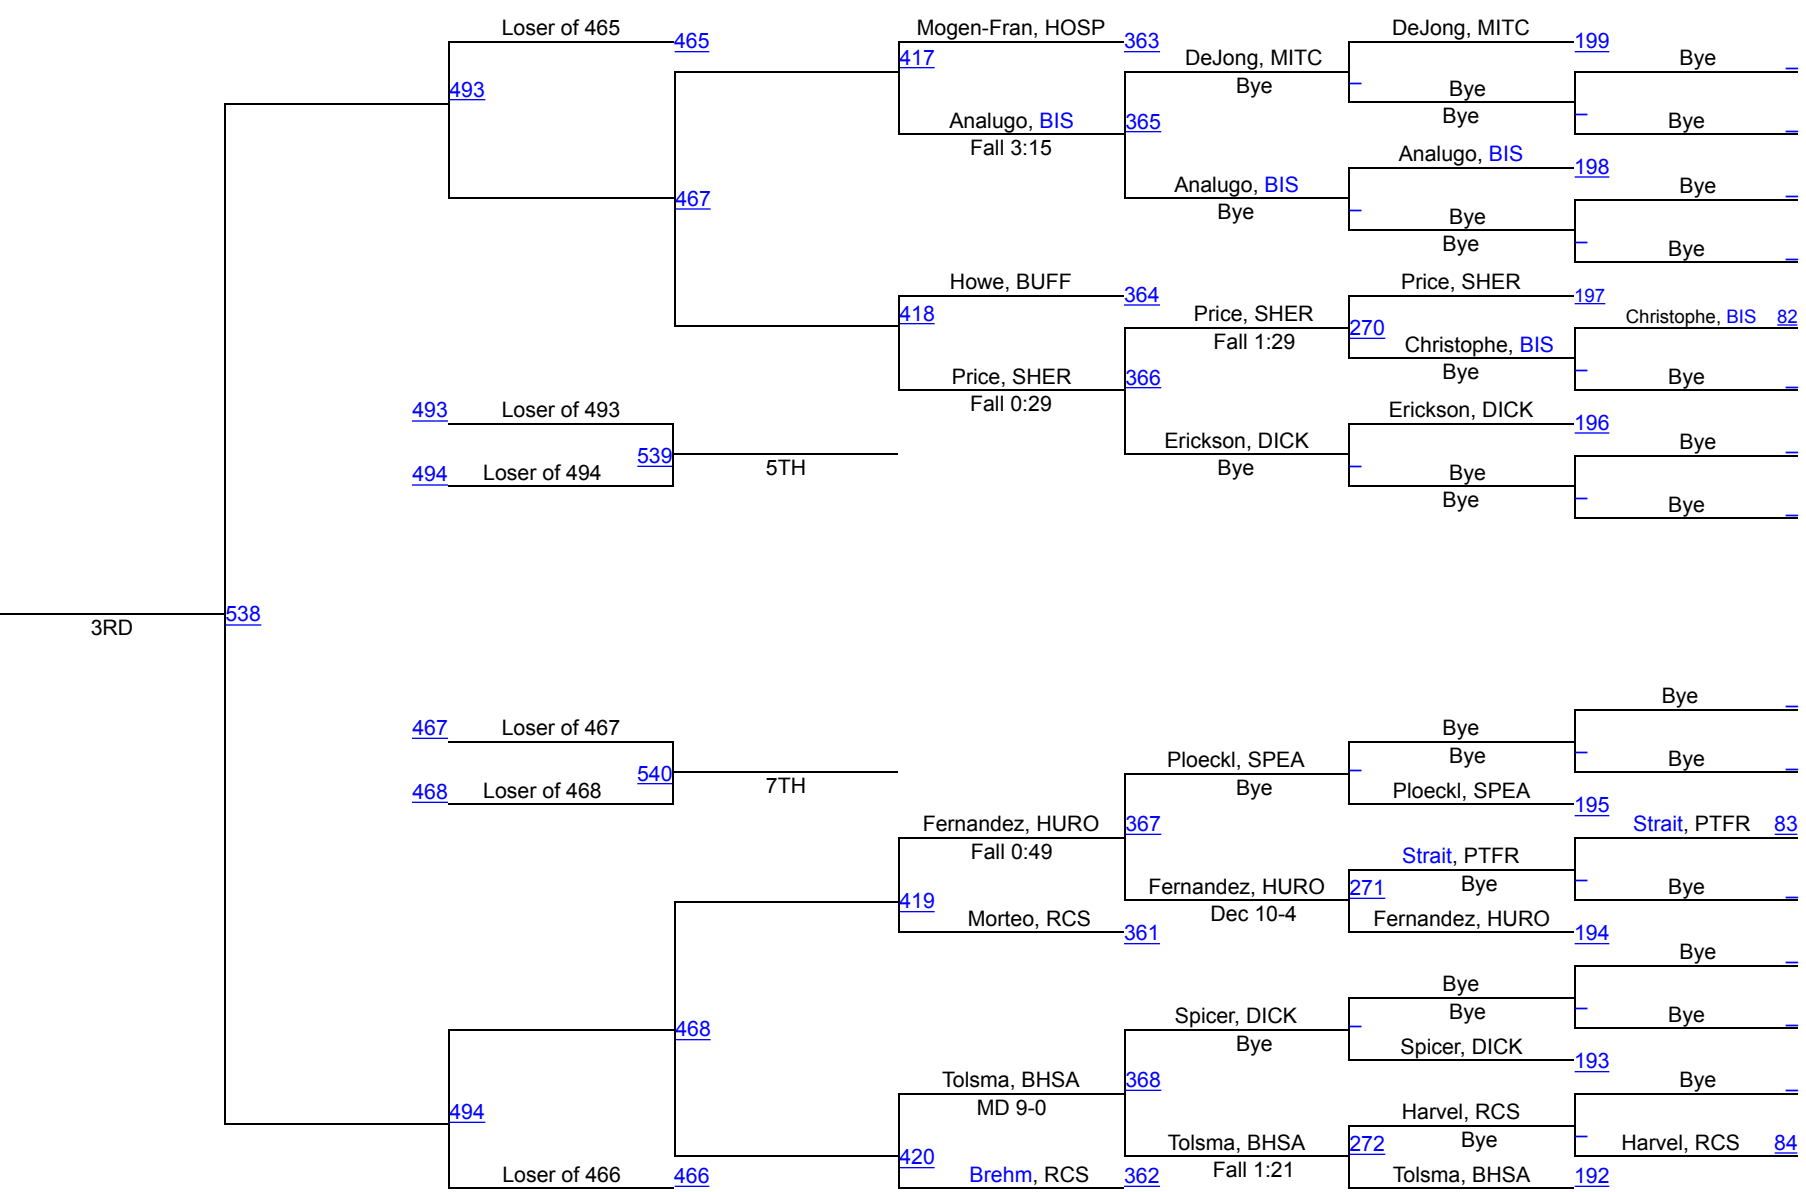 Loser of 465
465
493
467
Mogen-Fran, HOSP
363
417
Analugo, BIS
Fall 3:15
DeJong, MITC
Bye
365
Analugo, BIS
Bye
DeJong, MITC
199
Bye
Bye
Bye
Bye
Analugo, BIS
198
Bye
Bye
Bye
Bye
Howe, BUFF
364
418
Price, SHER
Fall 0:29
Price, SHER
Fall 1:29
366
Erickson, DICK
Bye
Price, SHER
197
270
Christophe, BIS
Bye
Christophe, BIS 82
Bye
Erickson, DICK
196
Bye
Bye
Bye
Bye
493 Loser of 493
539
5TH
494 Loser of 494
538
3RD
467 Loser of 467
540
7TH
468 Loser of 468
468
494
Loser of 466
466
Fernandez, HURO
Fall 0:49
419
Morteo, RCS
361
Ploeckl, SPEA
Bye
367
Fernandez, HURO
Dec 10-4
Bye
Bye
Bye
Bye
Ploeckl, SPEA
195
Strait, PTFR 83
Strait, PTFR
Bye
Bye
271
Fernandez, HURO
194
Tolsma, BHSA
MD 9-0
420
Brehm, RCS
362
Spicer, DICK
Bye
368
Tolsma, BHSA
Fall 1:21
Bye
Bye
Bye
Bye
Spicer, DICK
193
Bye
Harvel, RCS
Bye
Harvel, RCS 84
272
Tolsma, BHSA
192